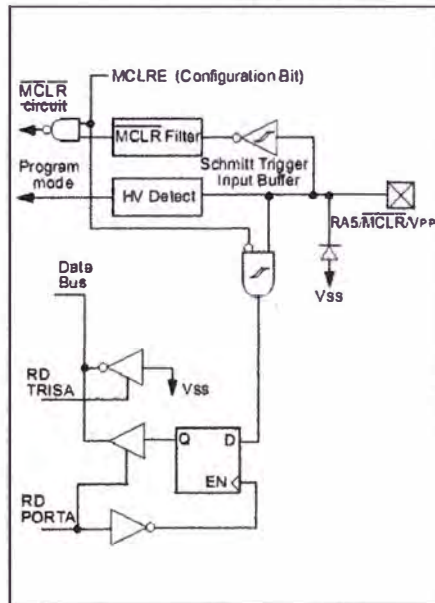 MCLRE (Configuration Bit)
MCLR
circuit
MCLR Filter
Schmitt Trigger
Input Buffer
Program
mode
HV Detect
RA5/MCLR/VPP
VSS
Data
Bus
RD
TRISA
VSS
Q
D
EN
RD
PORTA